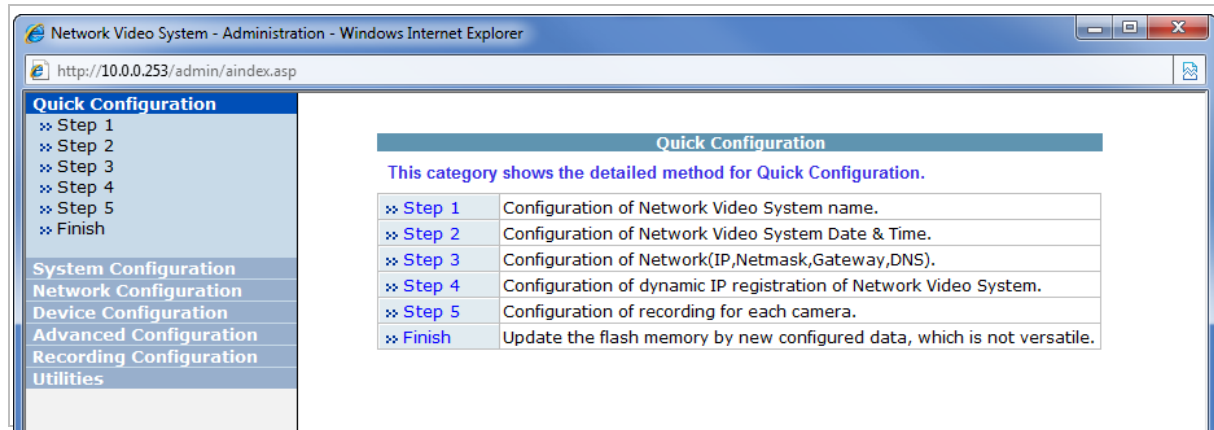 Network Video System - Administration - Windows Internet Explorer
http://10.0.0.253/admin/aindex.asp
Quick Configuration
» Step 1
» Step 2
» Step 3
» Step 4
» Step 5
» Finish
System Configuration
Network Configuration
Device Configuration
Advanced Configuration
Recording Configuration
Utilities
Quick Configuration
This category shows the detailed method for Quick Configuration.
» Step 1 Configuration of Network Video System name.
» Step 2 Configuration of Network Video System Date & Time.
» Step 3 Configuration of Network(IP,Netmask,Gateway,DNS).
» Step 4 Configuration of dynamic IP registration of Network Video System.
» Step 5 Configuration of recording for each camera.
» Finish Update the flash memory by new configured data, which is not versatile.